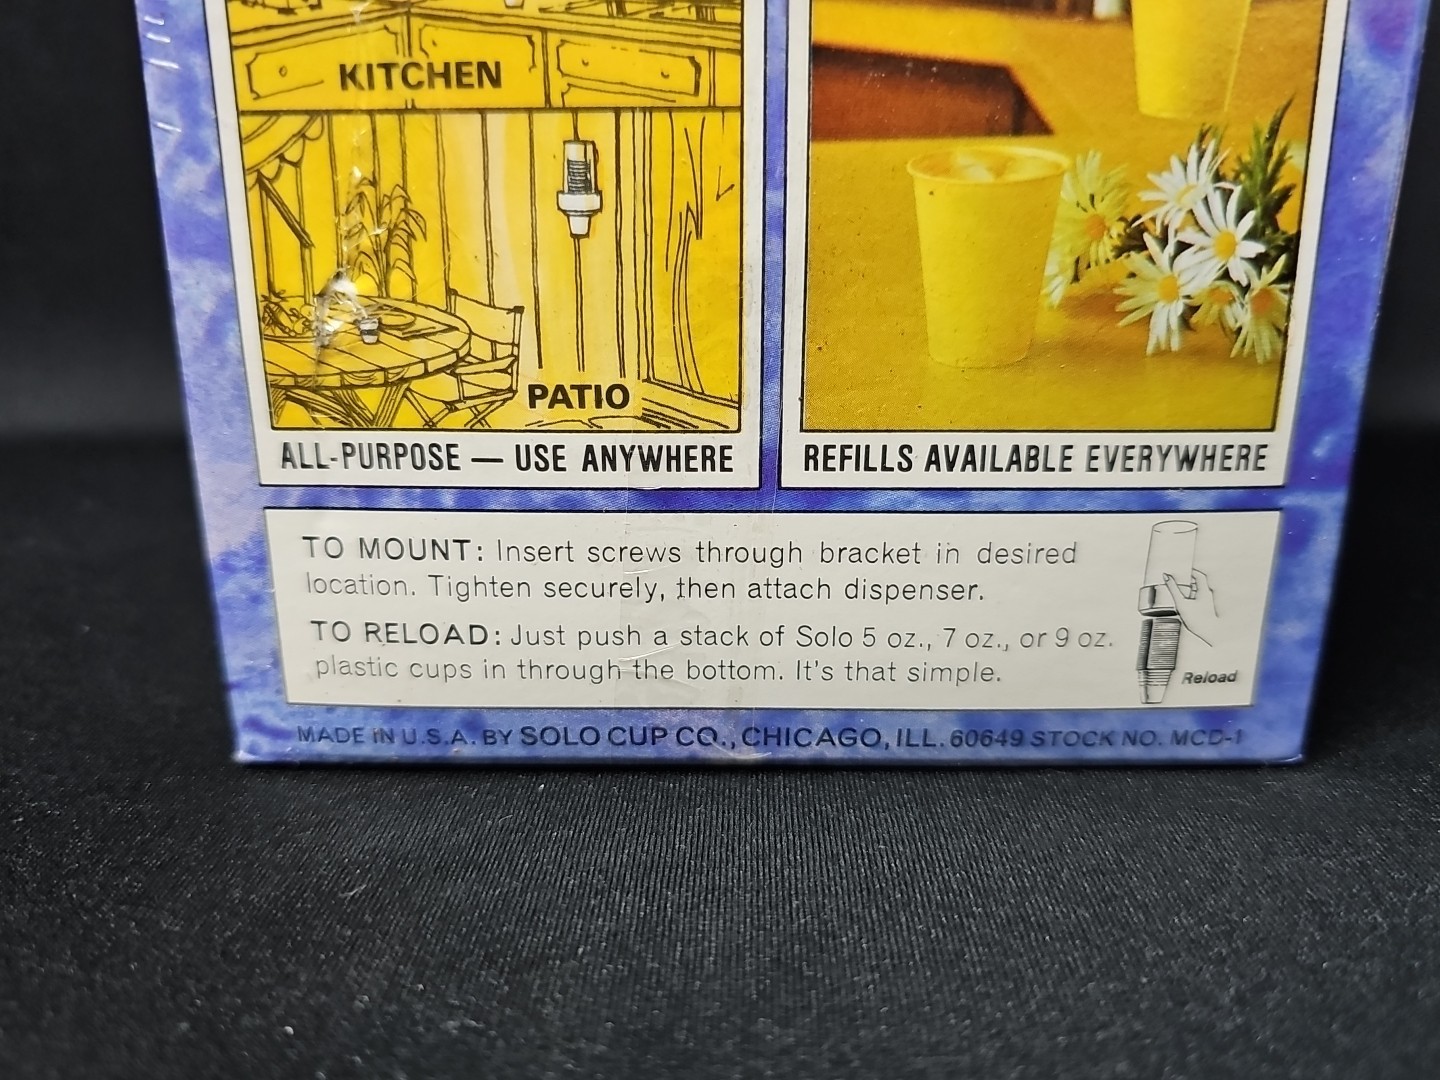 KITCHEN
PATIO
ALL-PURPOSE — USE ANYWHERE
REFILLS AVAILABLE EVERYWHERE
TO MOUNT: Insert screws through bracket in desired
location. Tighten securely, then attach dispenser.
TO RELOAD: Just push a stack of Solo 5 oz., 7 oz., or 9 oz.
plastic cups in through the bottom. It's that simple.
Reload
MADE IN U.S.A. BY SOLO CUP CO., CHICAGO, ILL. 60649 STOCK NO. MCD-1